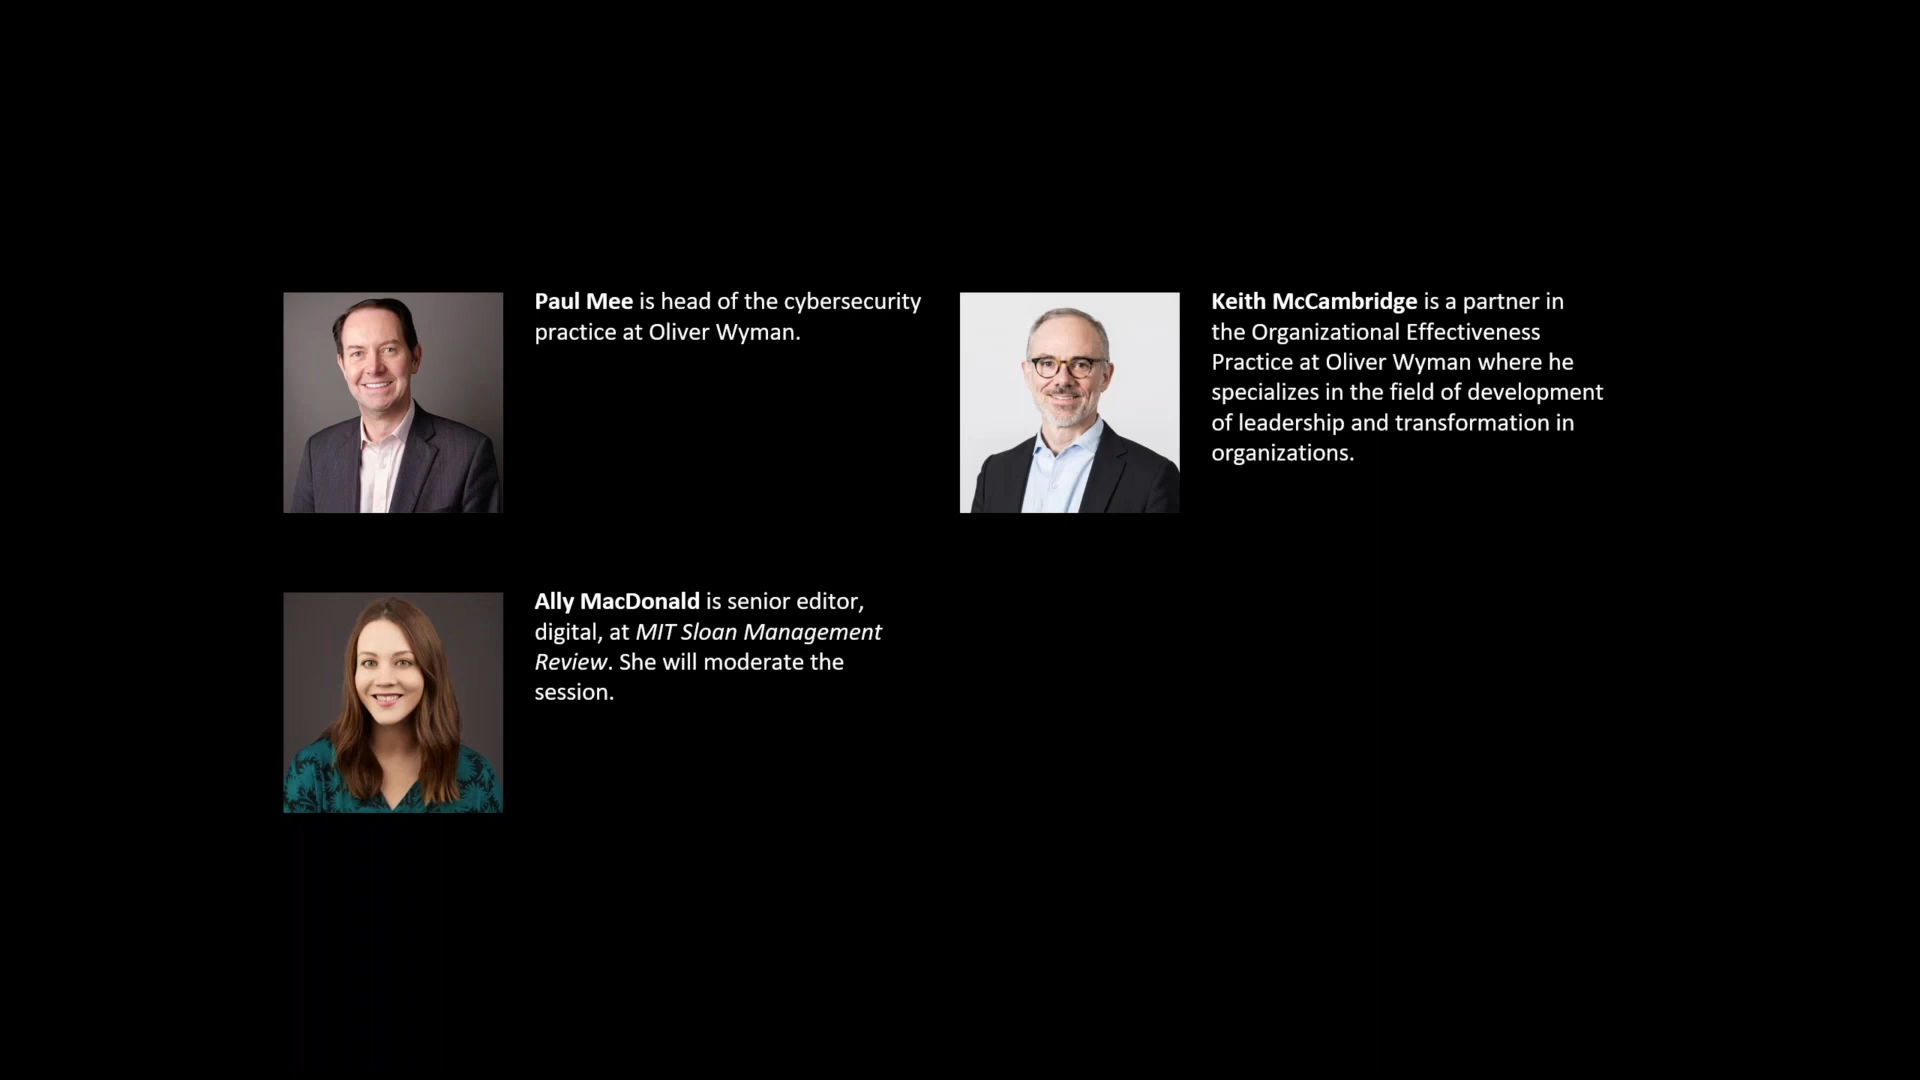 Paul Mee is head of the cybersecurity
practice at Oliver Wyman.
Keith McCambridge is a partner in
the Organizational Effectiveness
Practice at Oliver Wyman where he
specializes in the field of development
of leadership and transformation in
organizations.
Ally MacDonald is senior editor,
digital, at MIT Sloan Management
Review. She will moderate the
session.